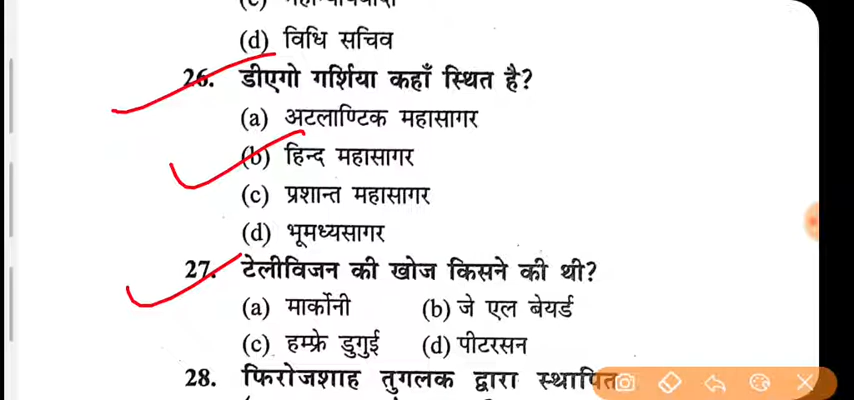 (d) विधि सचिव
26. डीएगो गर्शिया कहाँ स्थित है?
(a) अटलाण्टिक महासागर
(b) हिन्द महासागर
(c) प्रशान्त महासागर
(d) भूमध्यसागर
27. टेलीविजन की खोज किसने की थी?
(a) मार्कोनी (b) जे एल बेयर्ड
(c) हम्फ्रे डुगुई (d) पीटरसन
28. फिरोजशाह तुगलक द्वारा स्थापित